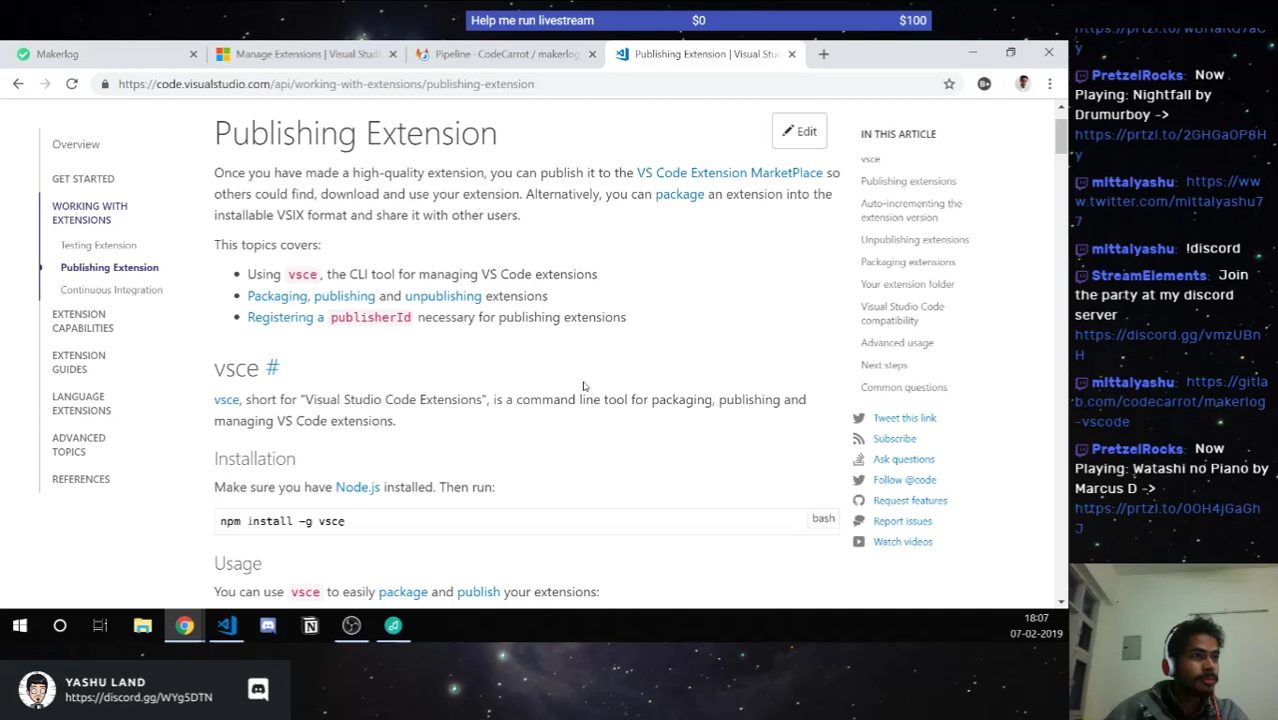 Help me run livestream $0 $100
Makerlog
Manage Extensions | Visual Studi
Pipeline · CodeCarrot / makerlog
Publishing Extension | Visual Stu
https://code.visualstudio.com/api/working-with-extensions/publishing-extension
Overview
GET STARTED
WORKING WITH
EXTENSIONS
Testing Extension
Publishing Extension
Continuous Integration
EXTENSION
CAPABILITIES
EXTENSION
GUIDES
LANGUAGE
EXTENSIONS
ADVANCED
TOPICS
REFERENCES
Publishing Extension
Edit
Once you have made a high-quality extension, you can publish it to the VS Code Extension MarketPlace so
others could find, download and use your extension. Alternatively, you can package an extension into the
installable VSIX format and share it with other users.
This topics covers:
Using vsce, the CLI tool for managing VS Code extensions
Packaging, publishing and unpublishing extensions
Registering a publisherId necessary for publishing extensions
vsce #
vsce, short for "Visual Studio Code Extensions", is a command line tool for packaging, publishing and
managing VS Code extensions.
Installation
Make sure you have Node.js installed. Then run:
npm install -g vsce
bash
Usage
You can use vsce to easily package and publish your extensions:
IN THIS ARTICLE
vsce
Publishing extensions
Auto-incrementing the
extension version
Unpublishing extensions
Packaging extensions
Your extension folder
Visual Studio Code
compatibility
Advanced usage
Next steps
Common questions
Tweet this link
Subscribe
Ask questions
Follow @code
Request features
Report issues
Watch videos
y
PretzelRocks: Now
Playing: Nightfall by
Drumurboy ->
https://prtzl.to/2GHGaOP8H
y
mittalyashu: https://ww
w.twitter.com/mittalyashu7
7
mittalyashu: !discord
StreamElements: Join
the party at my discord
server
https://discord.gg/vmzUBn
H
mittalyashu: https://gitla
b.com/codecarrot/makerlog
-vscode
PretzelRocks: Now
Playing: Watashi no Piano by
Marcus D ->
https://prtzl.to/0OH4jGaGh
J
18:07
07-02-2019
YASHU LAND
https://discord.gg/WYg5DTN